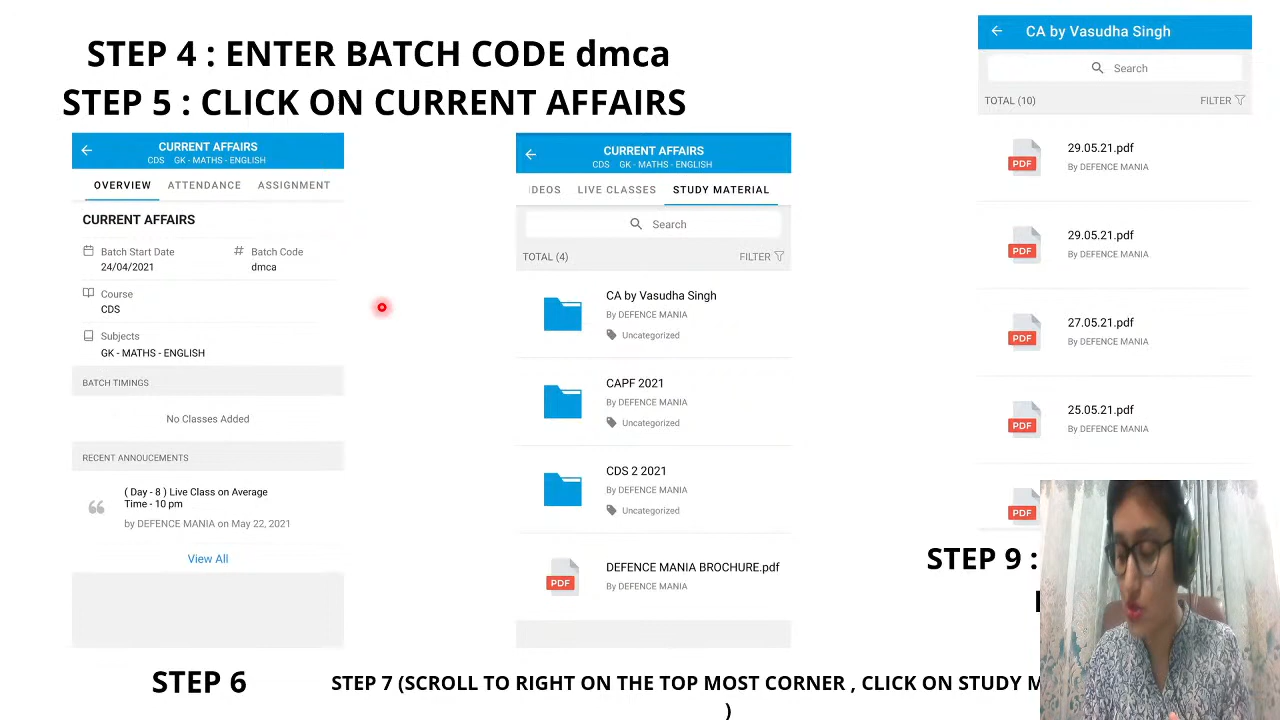 STEP 4 : ENTER BATCH CODE dmca
STEP 5 : CLICK ON CURRENT AFFAIRS
CURRENT AFFAIRS
CDS GK - MATHS - ENGLISH
OVERVIEW ATTENDANCE ASSIGNMENT
CURRENT AFFAIRS
Batch Start Date # Batch Code
24/04/2021 dmca
Course
CDS
Subjects
GK - MATHS - ENGLISH
BATCH TIMINGS
No Classes Added
RECENT ANNOUCEMENTS
( Day - 8 ) Live Class on Average
Time - 10 pm
by DEFENCE MANIA on May 22, 2021
View All
STEP 6
CURRENT AFFAIRS
CDS GK - MATHS - ENGLISH
IDEOS LIVE CLASSES STUDY MATERIAL
Search
TOTAL (4) FILTER
CA by Vasudha Singh
By DEFENCE MANIA
Uncategorized
CAPF 2021
By DEFENCE MANIA
Uncategorized
CDS 2 2021
By DEFENCE MANIA
Uncategorized
PDF
DEFENCE MANIA BROCHURE.pdf
By DEFENCE MANIA
STEP 7 (SCROLL TO RIGHT ON THE TOP MOST CORNER , CLICK ON STUDY
)
CA by Vasudha Singh
Search
TOTAL (10) FILTER
PDF
29.05.21.pdf
By DEFENCE MANIA
PDF
29.05.21.pdf
By DEFENCE MANIA
PDF
27.05.21.pdf
By DEFENCE MANIA
PDF
25.05.21.pdf
By DEFENCE MANIA
PDF
STEP 9 :